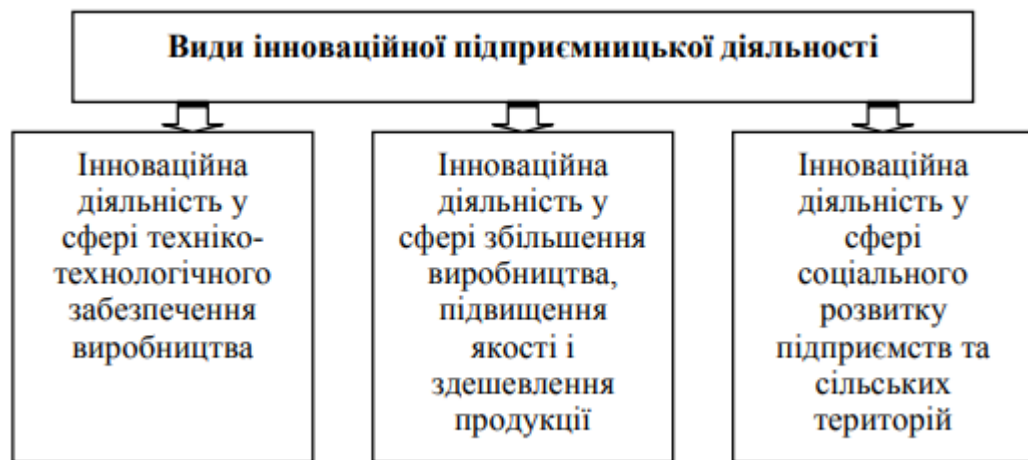 Види інноваційної підприємницької діяльності
Інноваційна
діяльність у
сфері техніко-
технологічного
забезпечення
виробництва
Інноваційна
діяльність у
сфері збільшення
виробництва,
підвищення
якості і
здешевлення
продукції
Інноваційна
діяльність у
сфері
соціального
розвитку
підприємств та
сільських
територій